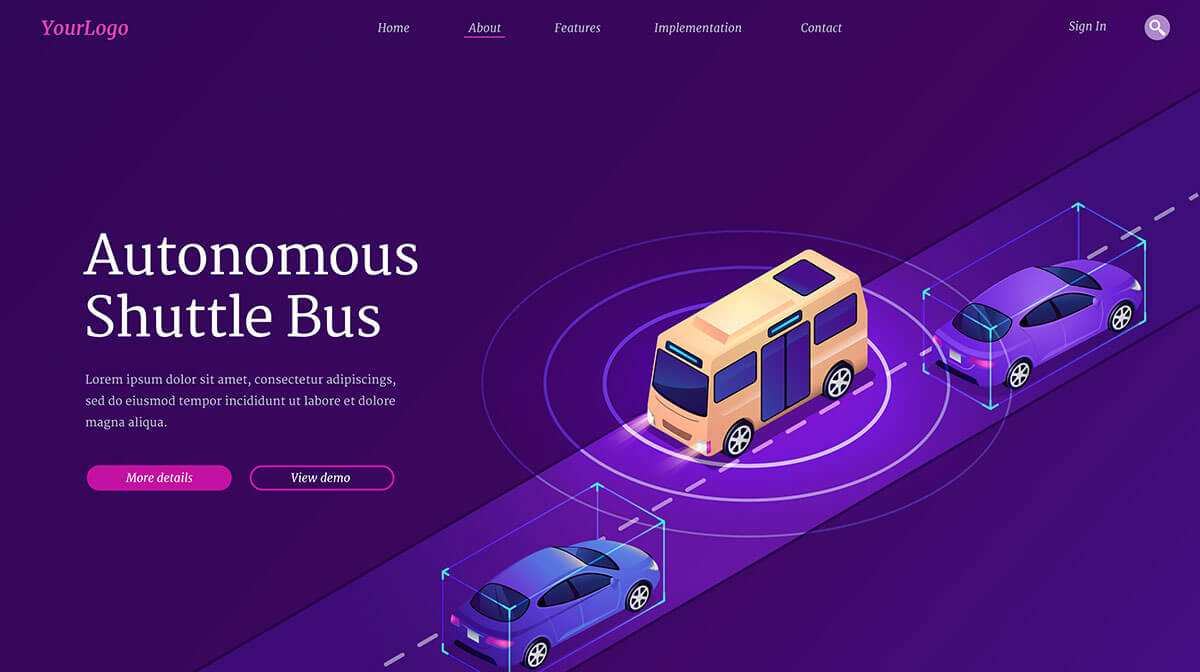 YourLogo
Home
About
Features
Implementation
Contact
Sign In
Autonomous
Shuttle Bus
Lorem ipsum dolor sit amet, consectetur adipiscings,
sed do eiusmod tempor incididunt ut labore et dolore
magna aliqua.
More details
View demo